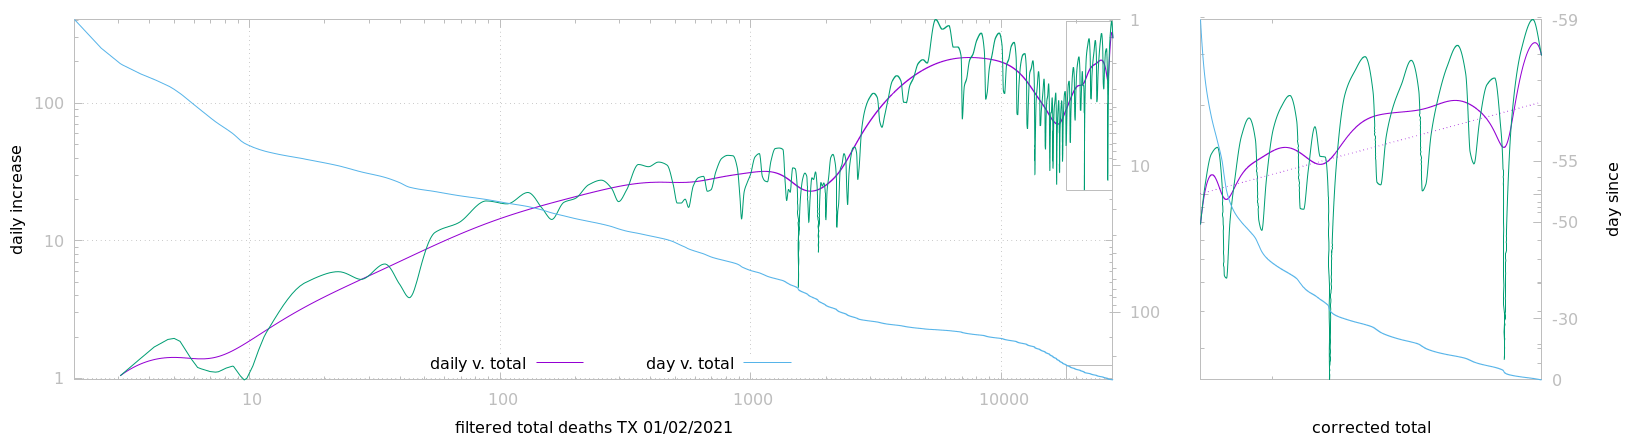 1
-59
100
daily increase
10
-55
day since
-50
10
100
-30
daily v. total
day v. total
1
0
10
100
1000
10000
filtered total deaths TX 01/02/2021
corrected total